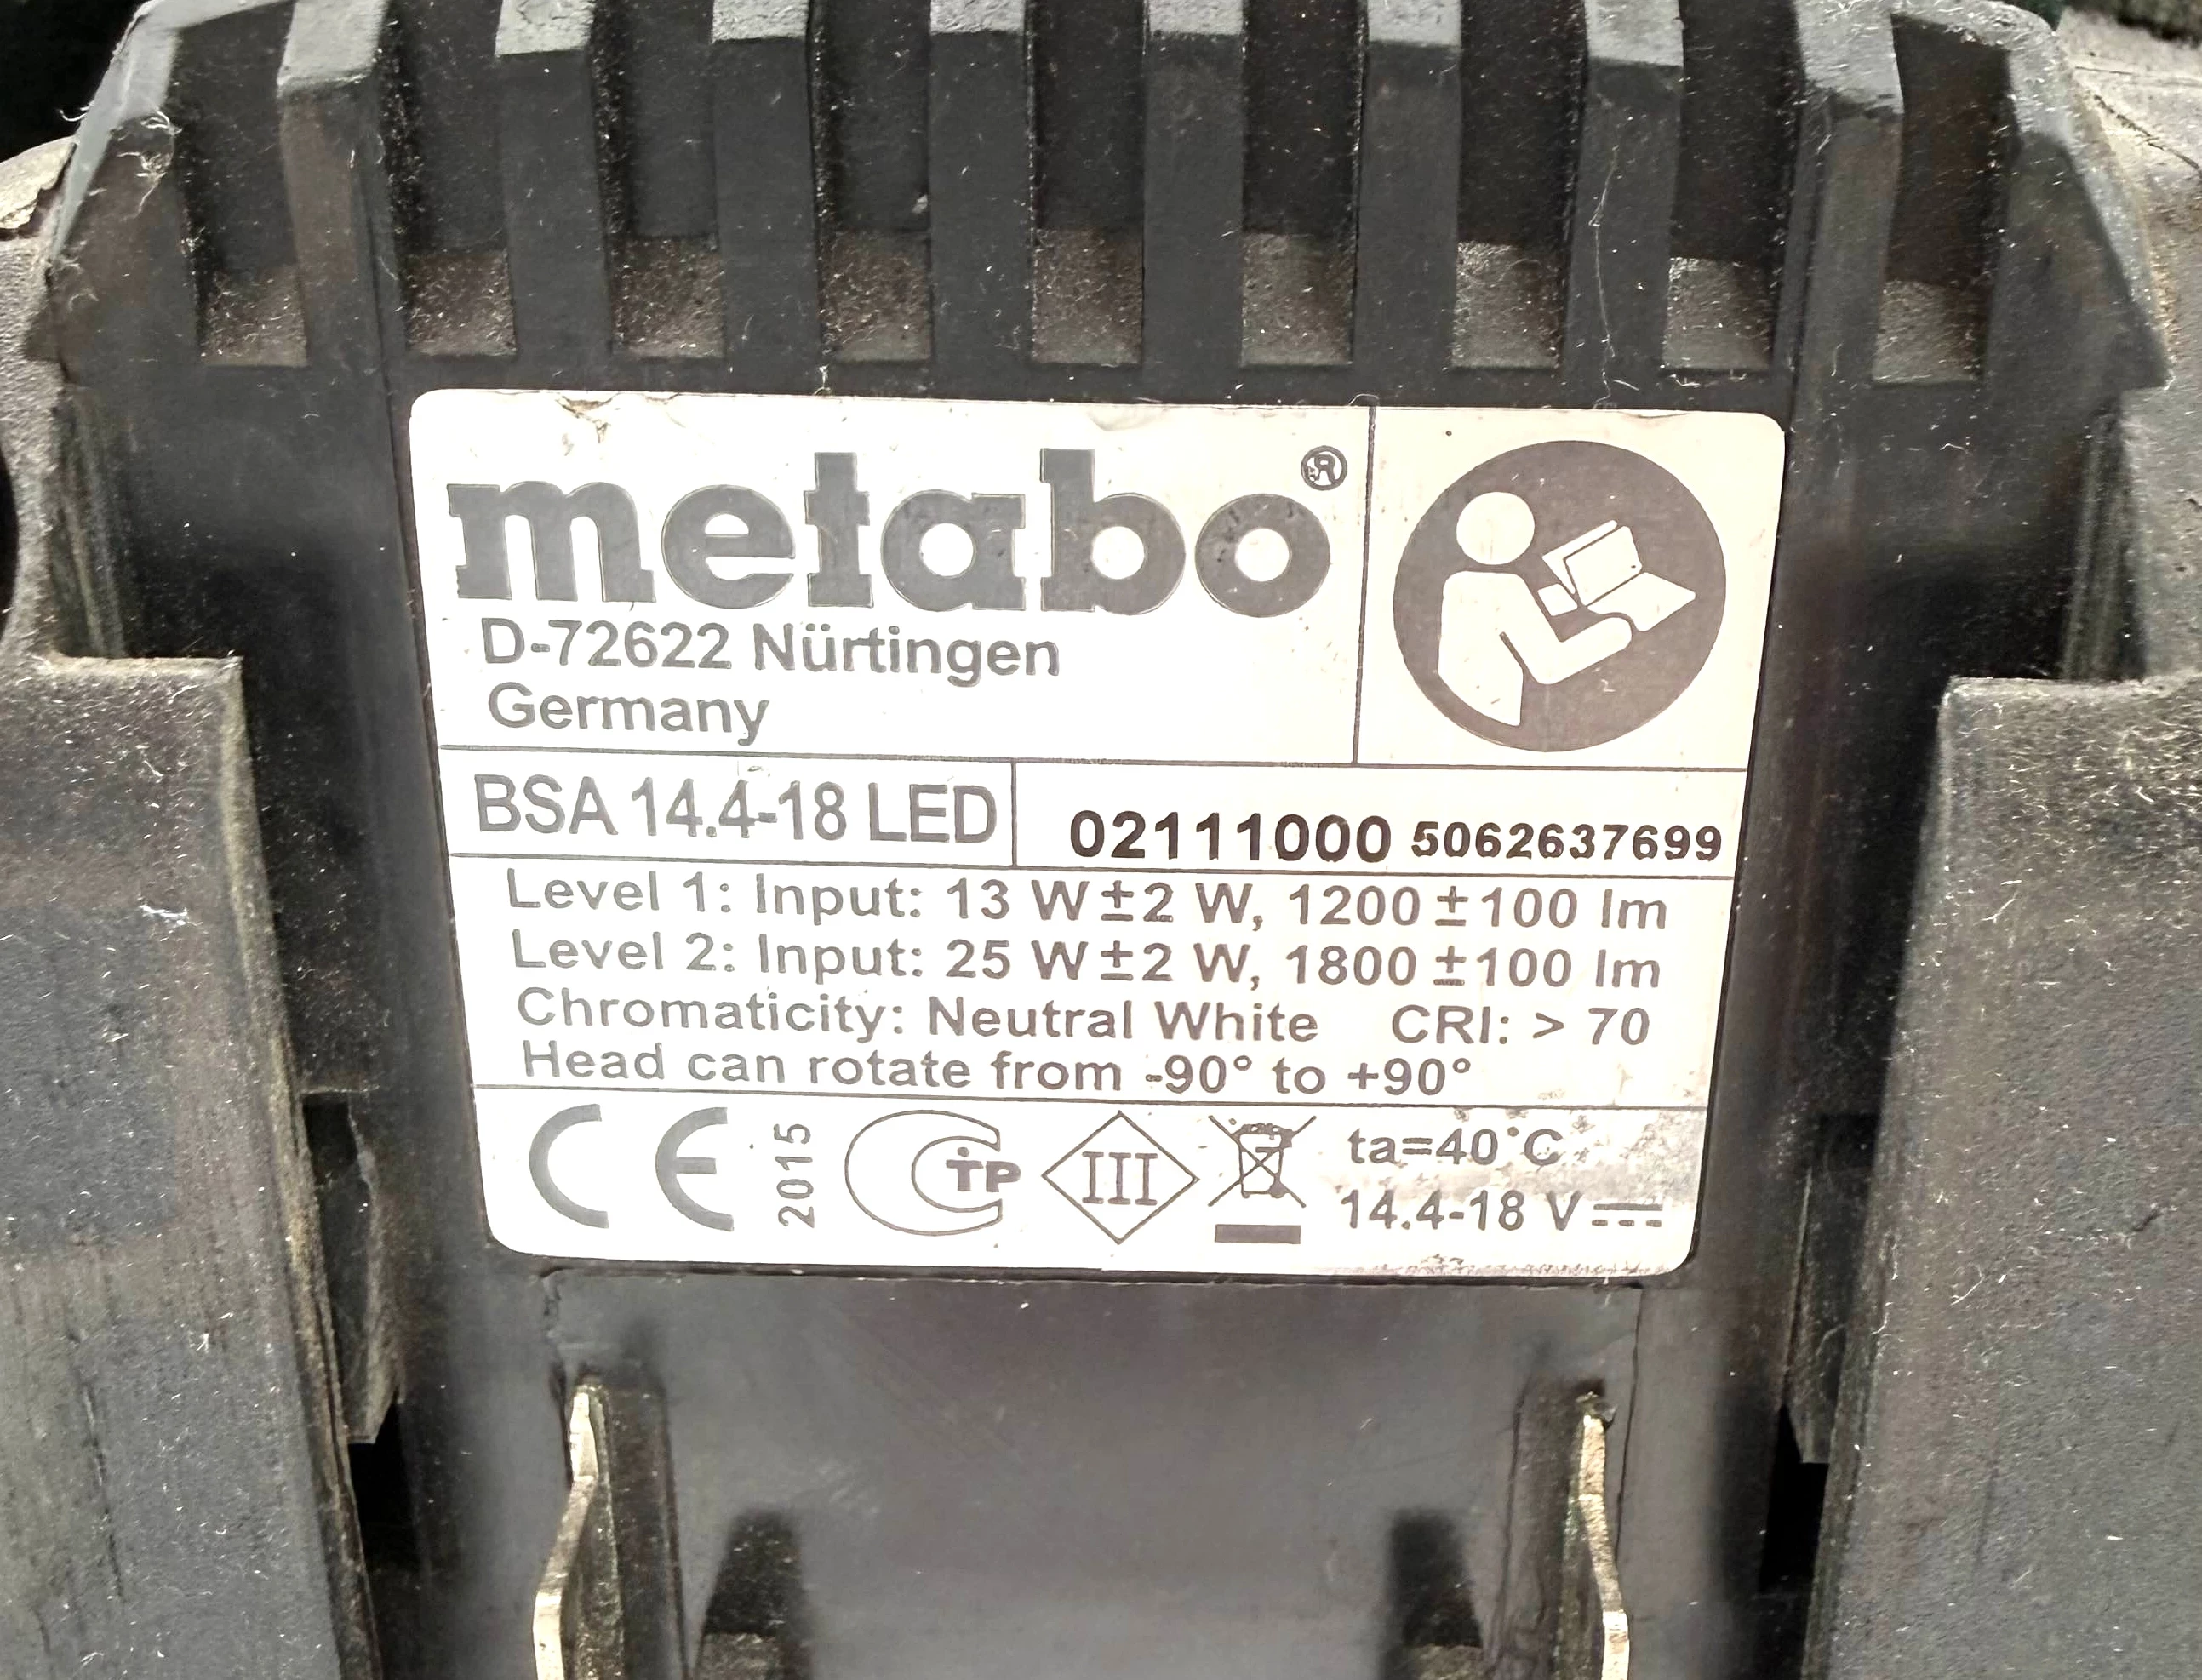 metabo®
D-72622 Nürtingen
Germany
BSA 14.4-18 LED
02111000 5062637699
Level 1: Input: 13 W ±2 W, 1200 ±100 lm
Level 2: Input: 25 W ±2 W, 1800 ±100 lm
Chromaticity: Neutral White CRI: > 70
Head can rotate from -90° to +90°
CE 2015 CTP III ta=40°C
14.4-18 V